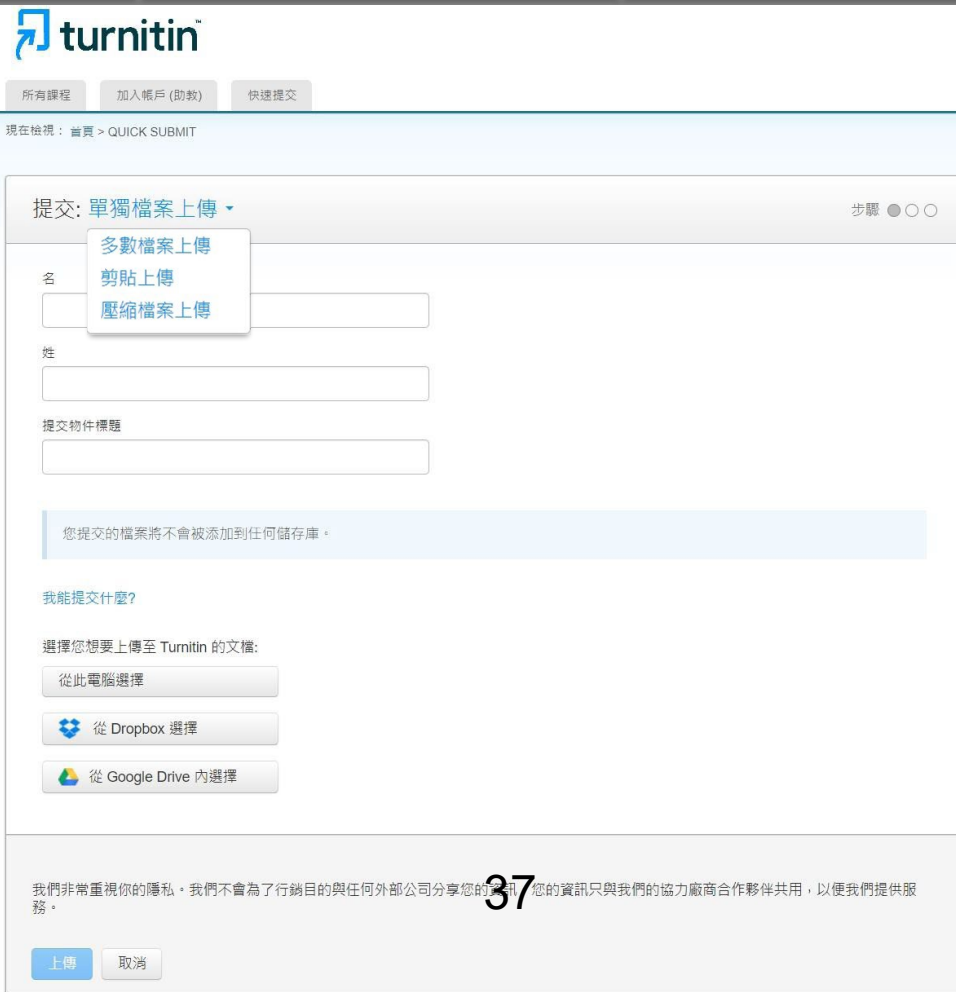 turnitin™
所有課程 加入帳戶 (助教) 快速提交
現在檢視： 首頁 > QUICK SUBMIT
提交: 單獨檔案上傳
步驟
多數檔案上傳
剪貼上傳
壓縮檔案上傳
名
姓
提交物件標題
您提交的檔案將不會被添加到任何儲存庫。
我能提交什麼?
選擇您想要上傳至 Turnitin 的文檔:
從此電腦選擇
從 Dropbox 選擇
從 Google Drive 內選擇
我們非常重視你的隱私。我們不會為了行銷目的與任何外部公司分享您的資訊。您的資訊只與我們的協力廠商合作夥伴共用，以便我們提供服
務。
37
上傳 取消